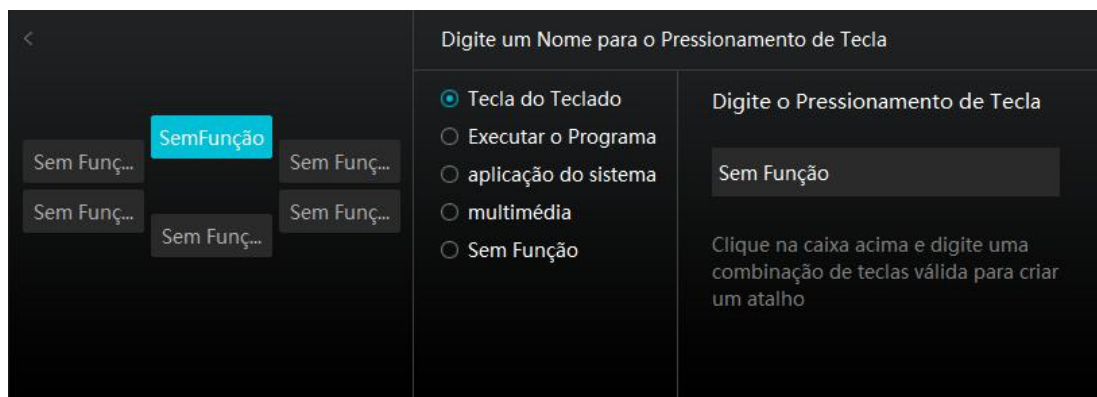 <
Digite um Nome para o Pressionamento de Tecla
SemFunção
Sem Funç...
Sem Funç...
Sem Funç...
Sem Funç...
Sem Funç...
Tecla do Teclado
Executar o Programa
aplicação do sistema
multimédia
Sem Função
Digite o Pressionamento de Tecla
Sem Função
Clique na caixa acima e digite uma
combinação de teclas válida para criar
um atalho